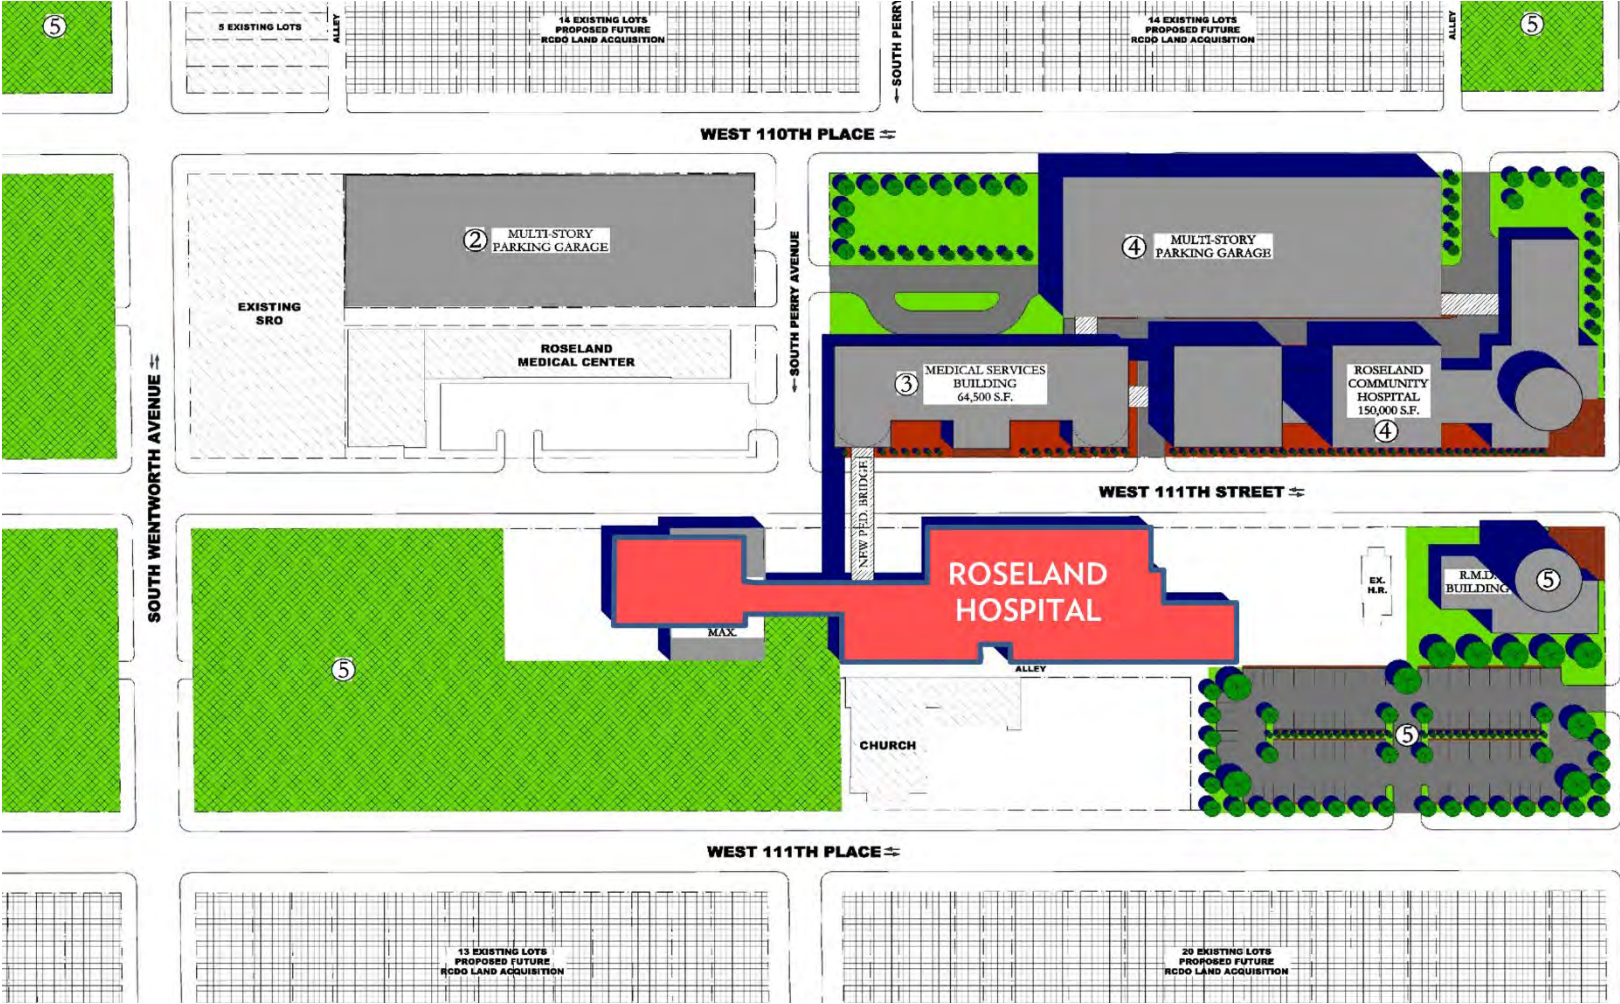 5
5 EXISTING LOTS
ALLEY
14 EXISTING LOTS
PROPOSED FUTURE
RCDO LAND ACQUISITION
SOUTH PERRY
14 EXISTING LOTS
PROPOSED FUTURE
RCDO LAND ACQUISITION
ALLEY
5
WEST 110TH PLACE
2
MULTI-STORY
PARKING GARAGE
4
MULTI-STORY
PARKING GARAGE
EXISTING
SRO
SOUTH PERRY AVENUE
ROSELAND
MEDICAL CENTER
3
MEDICAL SERVICES
BUILDING
64,500 S.F.
ROSELAND
COMMUNITY
HOSPITAL
150,000 S.F.
4
SOUTH WENTWORTH AVENUE
NEW PED. BRIDGE
WEST 111TH STREET
ROSELAND
HOSPITAL
EX.
H.R.
R.M.D.
BUILDING
5
MAX.
5
ALLEY
CHURCH
5
WEST 111TH PLACE
13 EXISTING LOTS
PROPOSED FUTURE
RCDO LAND ACQUISITION
20 EXISTING LOTS
PROPOSED FUTURE
RCDO LAND ACQUISITION